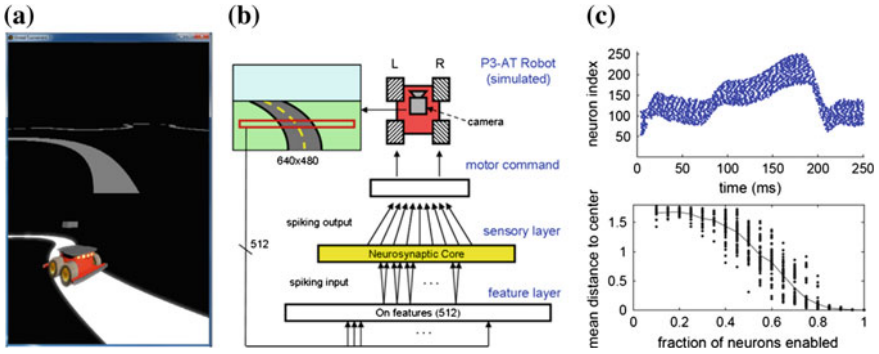 (a)
(b)
(c)
L R
P3-AT Robot
(simulated)
camera
640x480
motor command
spiking output
sensory layer
512
Neurosynaptic Core
spiking input
...
feature layer
On features (512)
...
neuron index
250
200
150
100
50
0 50 100 150 200 250
time (ms)
mean distance to center
1.5
1
0.5
0
0 0.2 0.4 0.6 0.8 1
fraction of neurons enabled